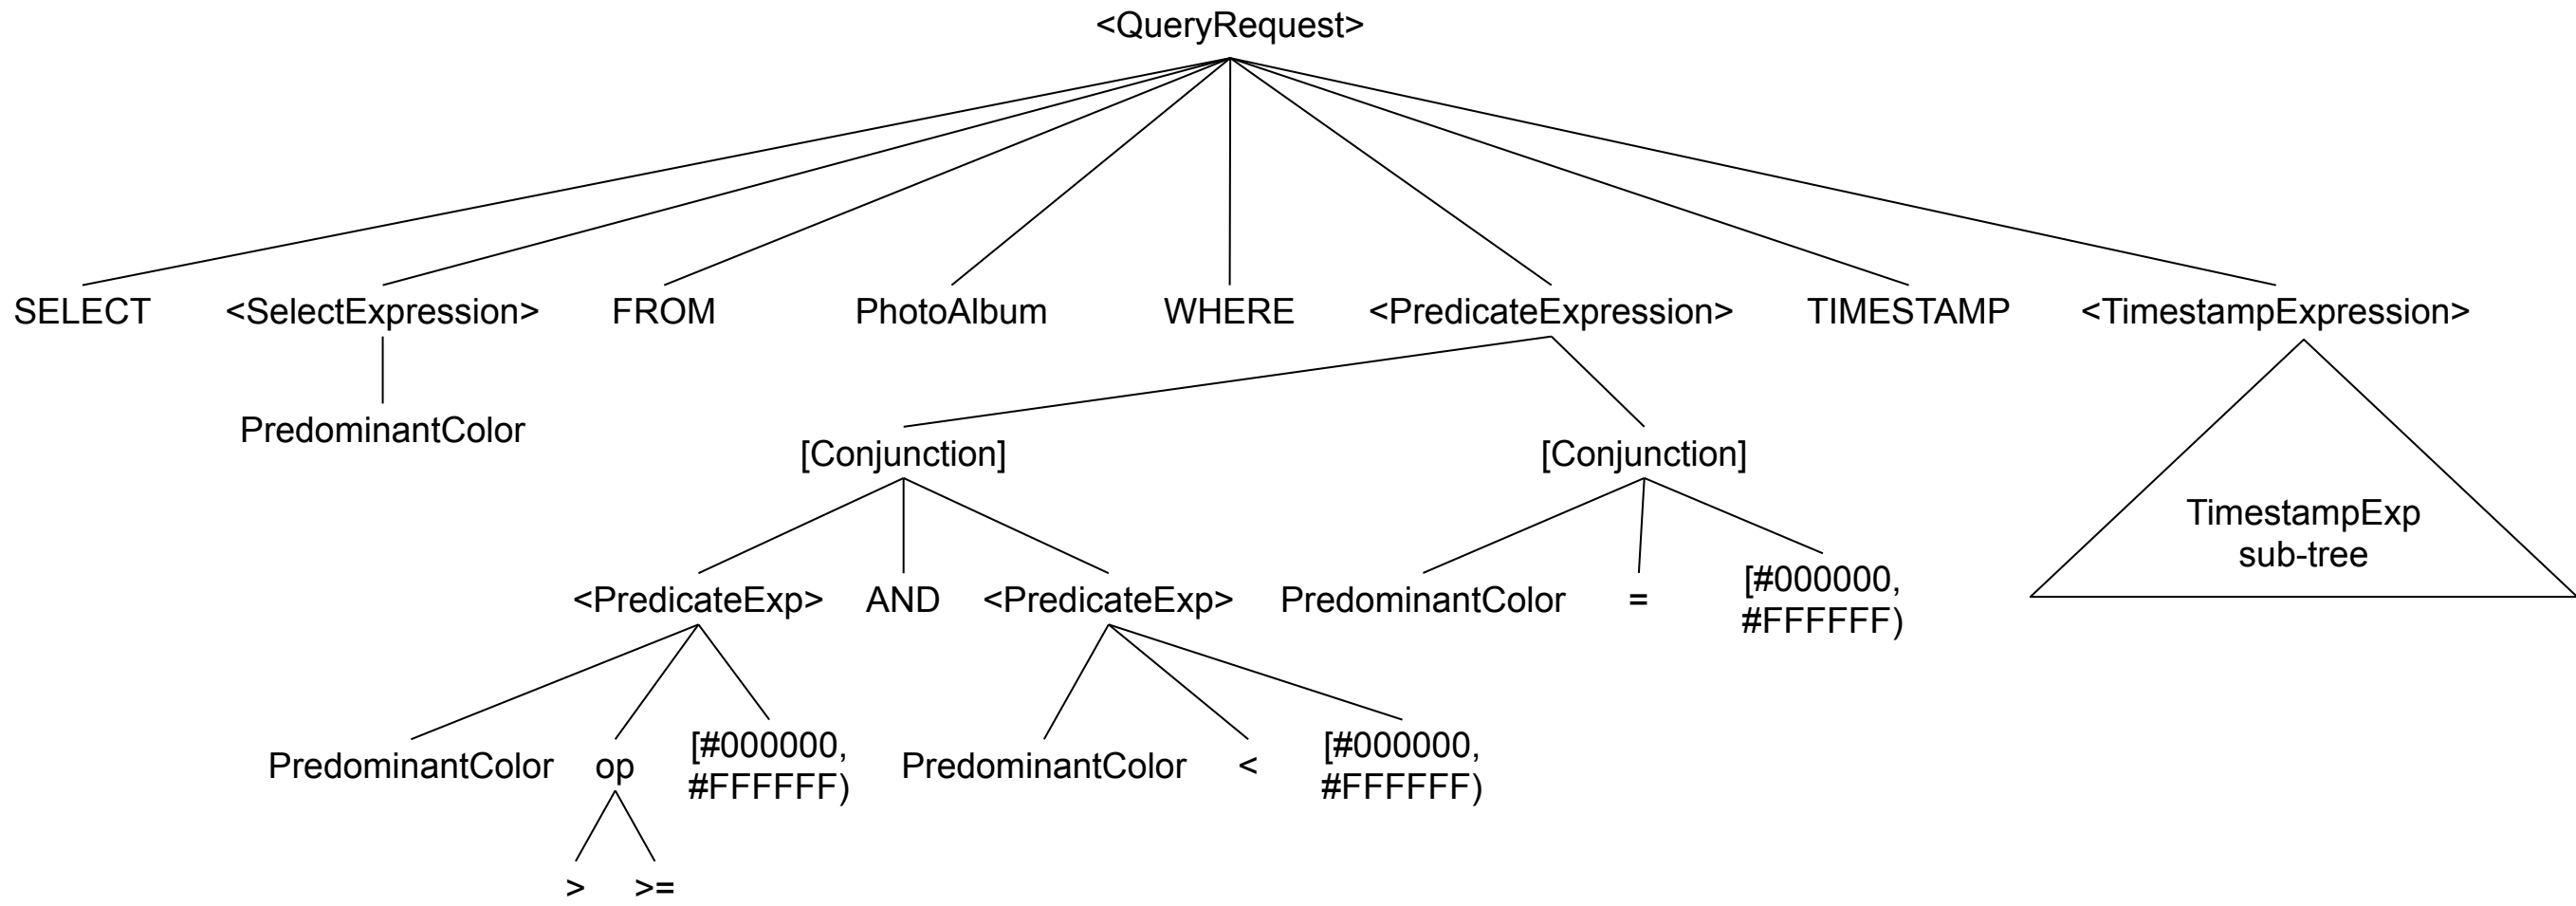 <QueryRequest>
SELECT <SelectExpression> FROM PhotoAlbum WHERE <PredicateExpression> TIMESTAMP <TimestampExpression>
PredominantColor
[Conjunction] [Conjunction]
TimestampExp
sub-tree
<PredicateExp> AND <PredicateExp> PredominantColor = [#000000,
#FFFFFF)
PredominantColor op [#000000,
#FFFFFF)
PredominantColor < [#000000,
#FFFFFF)
> >=